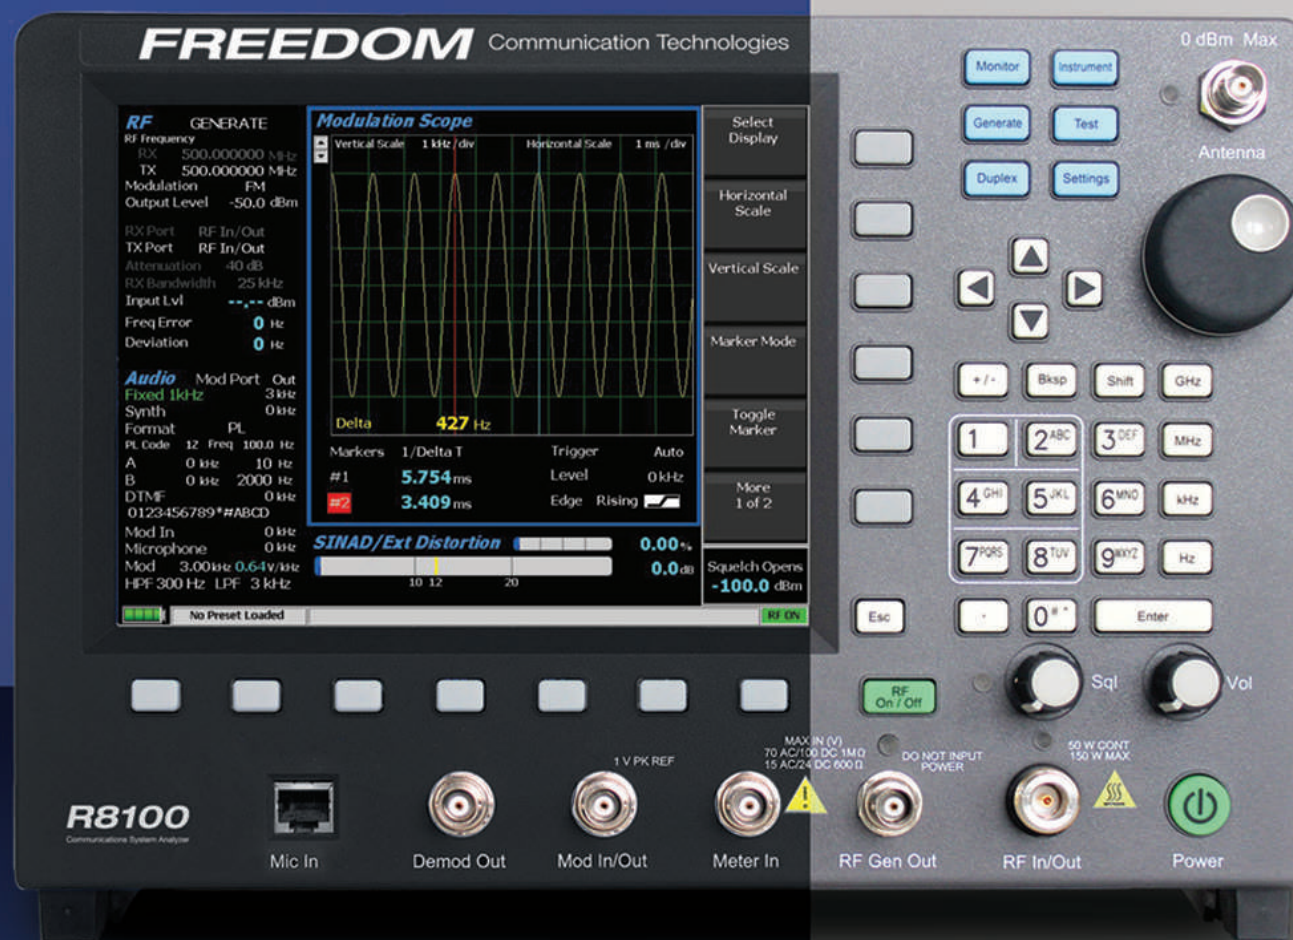 FREEDOM Communication Technologies
0 dBm Max
Antenna
Monitor Instrument
Generate Test
Duplex Settings
RF GENERATE
RF Frequency
RX 500.000000 MHz
TX 500.000000 MHz
Modulation FM
Output Level -50.0 dBm
RX Port RF In/Out
TX Port RF In/Out
Attenuation 40 dB
RX Bandwidth 25 kHz
Input Lvl --.-- dBm
Freq Error 0 Hz
Deviation 0 Hz
Audio Mod Port Out
Fixed 1kHz 3 kHz
Synth 0 kHz
Format PL
PL Code 12 Freq 100.0 Hz
A 0 kHz 10 Hz
B 0 kHz 2000 Hz
DTMF 0 kHz
0123456789*#ABCD
Mod In 0 kHz
Microphone 0 kHz
Mod 3.00 kHz 0.64 V/kHz
HPF 300 Hz LPF 3 kHz
Modulation Scope
Vertical Scale 1 kHz /div Horizontal Scale 1 ms /div
Delta 427 Hz
Markers 1/Delta T Trigger Auto
#1 5.754 ms Level 0 kHz
#2 3.409 ms Edge Rising
SINAD/Ext Distortion 0.00 %
0.0 dB
10 12 20
Select
Display
Horizontal
Scale
Vertical Scale
Marker Mode
Toggle
Marker
More
1 of 2
Squelch Opens
-100.0 dBm
No Preset Loaded RF ON
+/- Bksp Shift GHz
1 2 ABC 3 DEF MHz
4 GHI 5 JKL 6 MNO kHz
7 PQRS 8 TUV 9 WXYZ Hz
Esc . 0 #* Enter
RF
On / Off
Sql Vol
1 V PK REF
MAX IN (V)
70 AC/100 DC 1MΩ
15 AC/24 DC 600 Ω
DO NOT INPUT
POWER
50 W CONT
150 W MAX
R8100
Communications System Analyzer
Mic In Demod Out Mod In/Out Meter In RF Gen Out RF In/Out Power